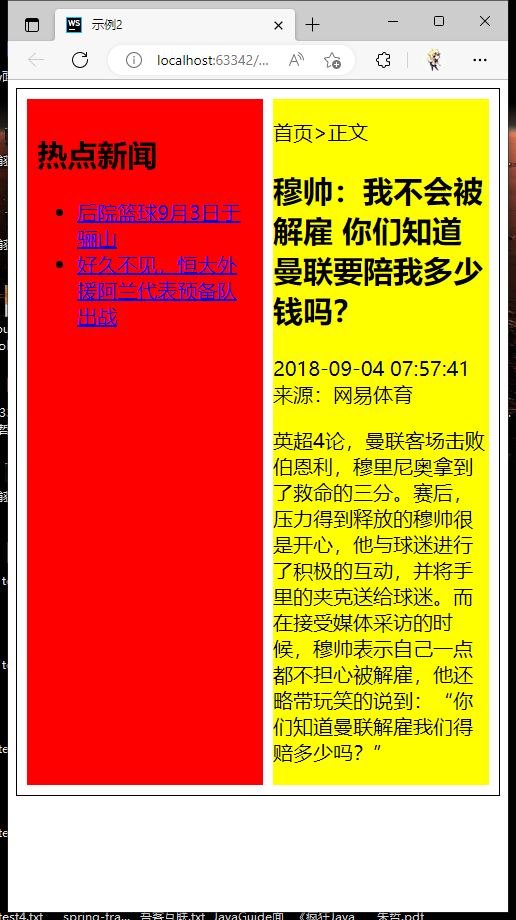 示例2
localhost:63342/...
热点新闻
后院篮球9月3日于
骊山
好久不见，恒大外
援阿兰代表预备队
出战
首页>正文
穆帅：我不会被
解雇 你们知道
曼联要陪我多少
钱吗？
2018-09-04 07:57:41
来源：网易体育
英超4论，曼联客场击败
伯恩利，穆里尼奥拿到
了救命的三分。赛后，
压力得到释放的穆帅很
是开心，他与球迷进行
了积极的互动，并将手
里的夹克送给球迷。而
在接受媒体采访的时
候，穆帅表示自己一点
都不担心被解雇，他还
略带玩笑的说到：“你
们知道曼联解雇我们得
赔多少吗？”